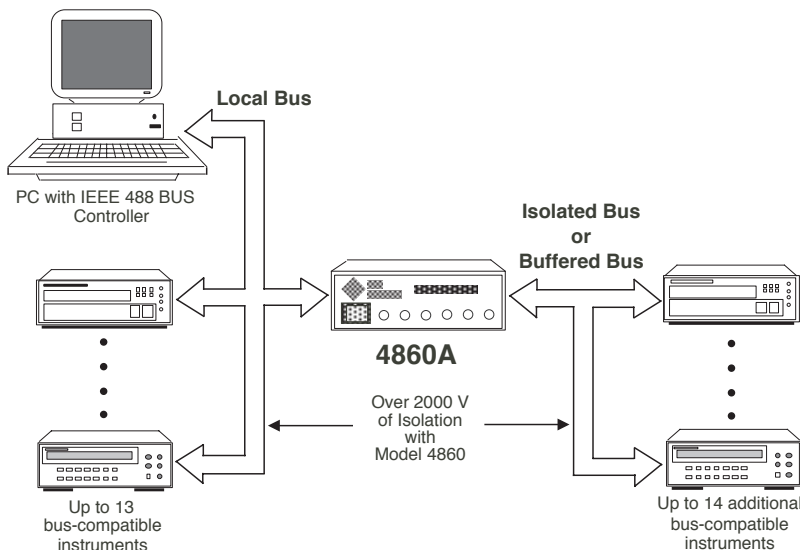 Local Bus
PC with IEEE 488 BUS
Controller
Isolated Bus
or
Buffered Bus
4860A
Over 2000 V
of Isolation
with
Model 4860
Up to 13
bus-compatible
instruments
Up to 14 additional
bus-compatible
instruments